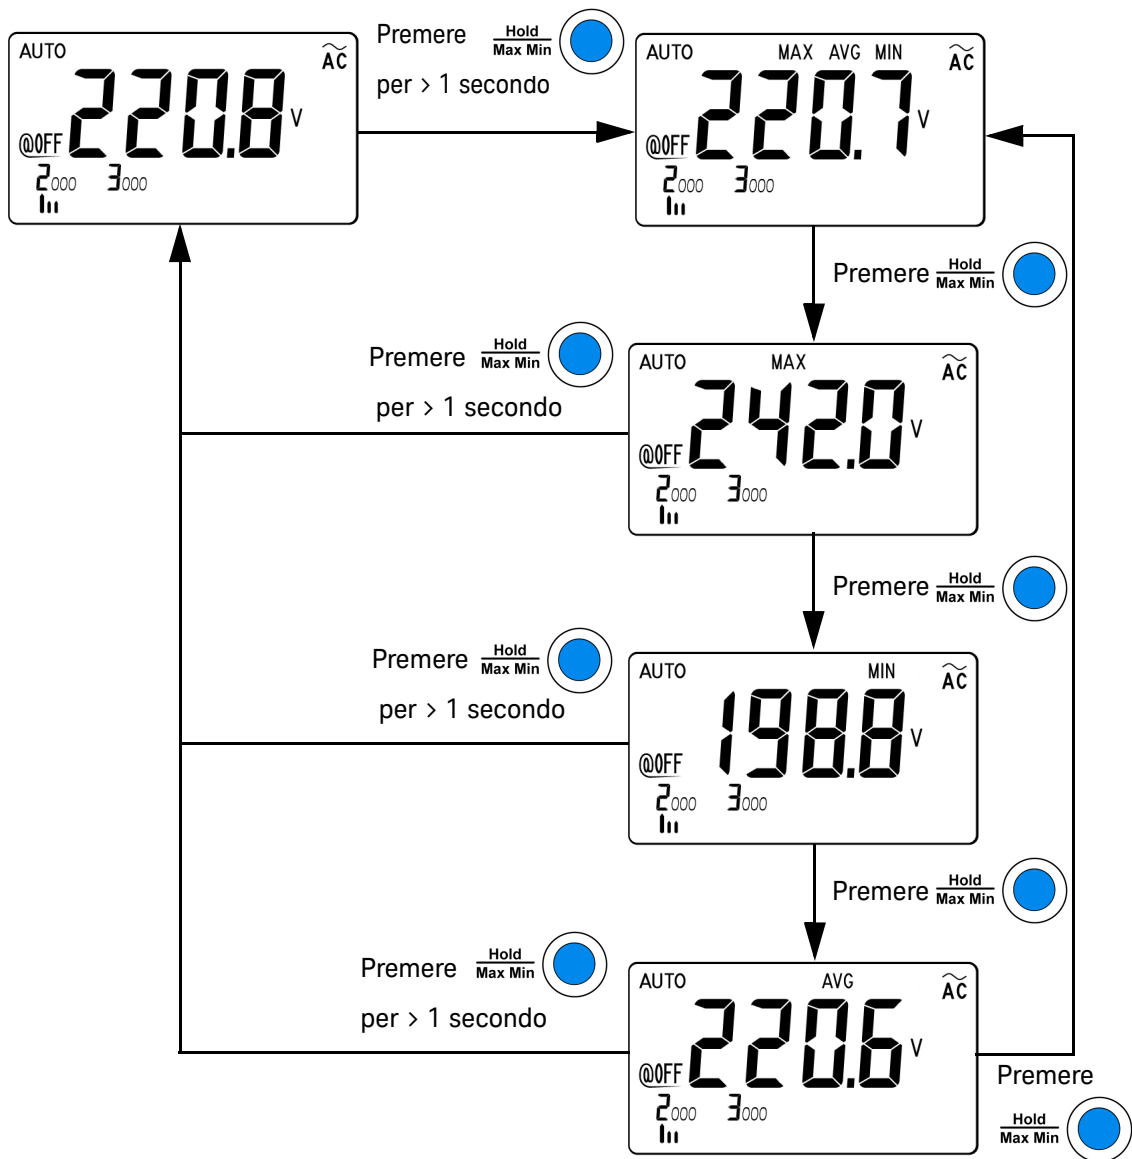 AUTO
AC
220.8 V
@OFF
2000 3000
Premere Hold
Max Min
per > 1 secondo
AUTO MAX AVG MIN
AC
220.7 V
@OFF
2000 3000
Premere Hold
Max Min
Premere Hold
Max Min
per > 1 secondo
AUTO MAX
AC
242.0 V
@OFF
2000 3000
Premere Hold
Max Min
Premere Hold
Max Min
per > 1 secondo
AUTO MIN
AC
198.8 V
@OFF
2000 3000
Premere Hold
Max Min
Premere Hold
Max Min
per > 1 secondo
AUTO AVG
AC
220.6 V
@OFF
2000 3000
Premere
Hold
Max Min